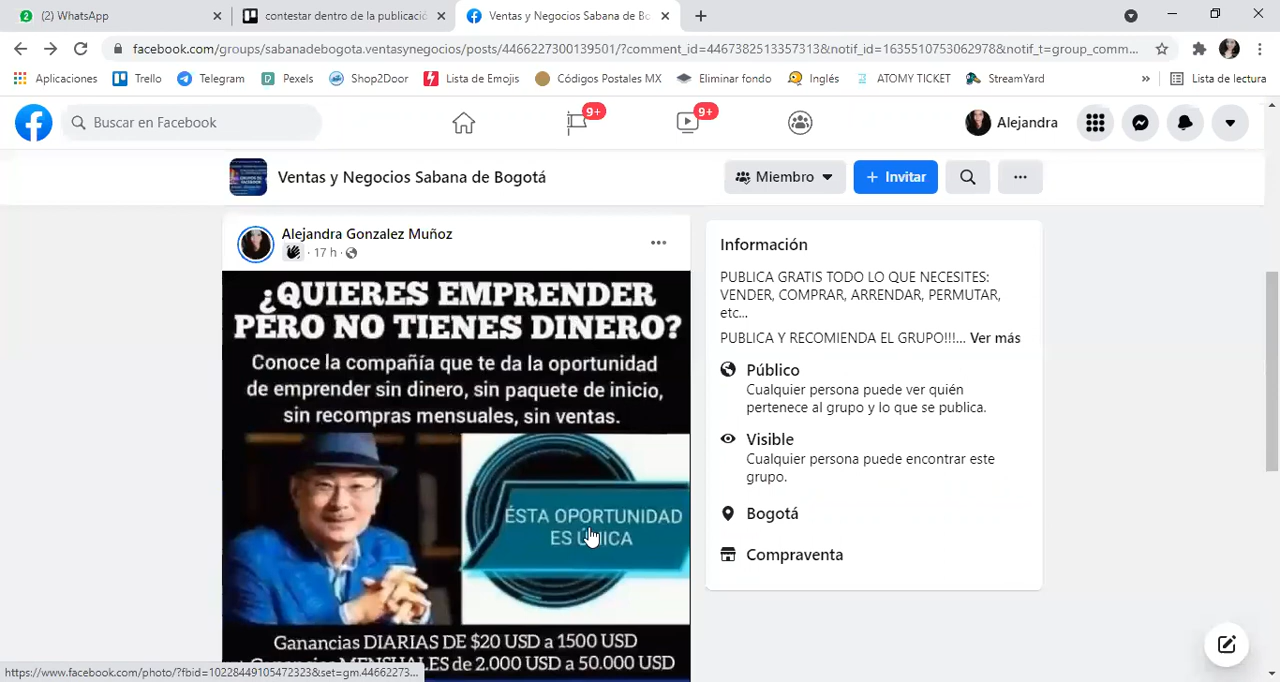 (2) WhatsApp
contestar dentro de la publicació
Ventas y Negocios Sabana de Bo
facebook.com/groups/sabanadebogota.ventasynegocios/posts/4466227300139501/?comment_id=4467382513357313&notif_id=1635510753062978&notif_t=group_comm...
Aplicaciones
Trello
Telegram
Pexels
Shop2Door
Lista de Emojis
Códigos Postales MX
Eliminar fondo
Inglés
ATOMY TICKET
StreamYard
»
Lista de lectura
Buscar en Facebook
9+
9+
Alejandra
Ventas y Negocios Sabana de Bogotá
Miembro
+ Invitar
Alejandra Gonzalez Muñoz
· 17 h ·
¿QUIERES EMPRENDER
PERO NO TIENES DINERO?
Conoce la compañía que te da la oportunidad
de emprender sin dinero, sin paquete de inicio,
sin recompras mensuales, sin ventas.
ÉSTA OPORTUNIDAD
ES ÚNICA
Ganancias DIARIAS DE $20 USD a 1500 USD
Ganancias MENSUALES de 2.000 USD a 50.000 USD
Información
PUBLICA GRATIS TODO LO QUE NECESITES:
VENDER, COMPRAR, ARRENDAR, PERMUTAR,
etc...
PUBLICA Y RECOMIENDA EL GRUPO!!!... Ver más
Público
Cualquier persona puede ver quién
pertenece al grupo y lo que se publica.
Visible
Cualquier persona puede encontrar este
grupo.
Bogotá
Compraventa
https://www.facebook.com/photo/?fbid=10228449105472323&set=gm.44662273...